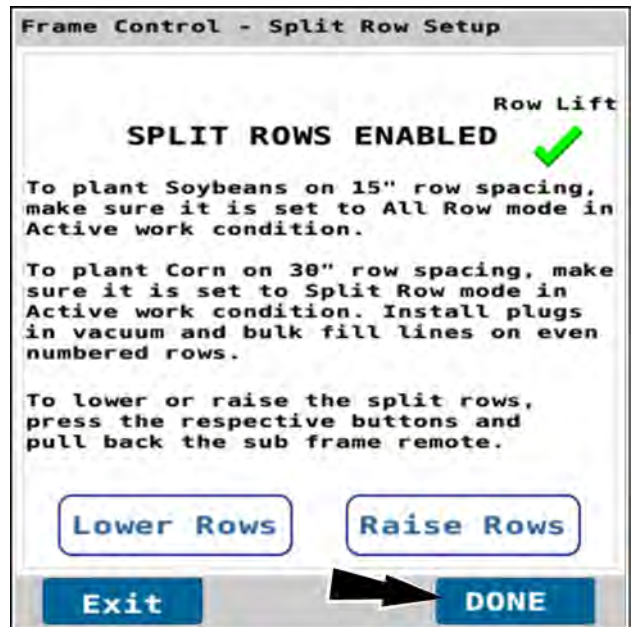 Frame Control - Split Row Setup
Row Lift
SPLIT ROWS ENABLED
To plant Soybeans on 15" row spacing,
make sure it is set to All Row mode in
Active work condition.
To plant Corn on 30" row spacing, make
sure it is set to Split Row mode in
Active work condition. Install plugs
in vacuum and bulk fill lines on even
numbered rows.
To lower or raise the split rows,
press the respective buttons and
pull back the sub frame remote.
Lower Rows
Raise Rows
Exit
DONE